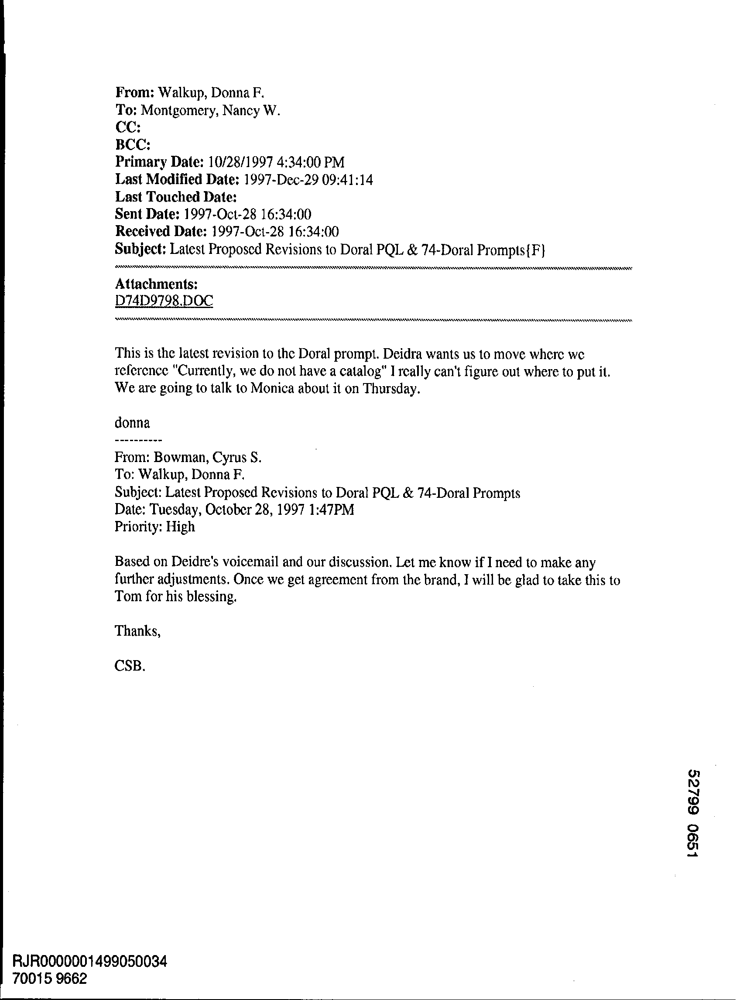 From: Walkup, Donna F.
To: Montgomery, Nancy W.
CC:
BCC:
Primary Date: 10/28/1997 4:34:00 PM
Last Modified Date: 1997-Dec-29 09:41:14
Last Touched Date:
Sent Date: 1997-Oct-28 16:34:00
Received Date: 1997-Oct-28 16:34:00
Subject: Latest Proposed Revisions to Doral PQL & 74-Doral Prompts{F}
Attachments:
D74D9798.DOC
This is the latest revision to the Doral prompt. Deidra wants us to move where we
reference "Currently, we do not have a catalog" I really can't figure out where to put it.
We are going to talk to Monica about it on Thursday.
donna
----------
From: Bowman, Cyrus S.
To: Walkup, Donna F.
Subject: Latest Proposed Revisions to Doral PQL & 74-Doral Prompts
Date: Tuesday, October 28, 1997 1:47PM
Priority: High
Based on Deidre's voicemail and our discussion. Let me know if I need to make any
further adjustments. Once we get agreement from the brand, I will be glad to take this to
Tom for his blessing.
Thanks,
CSB.
52799 0651
RJR0000001499050034
70015 9662